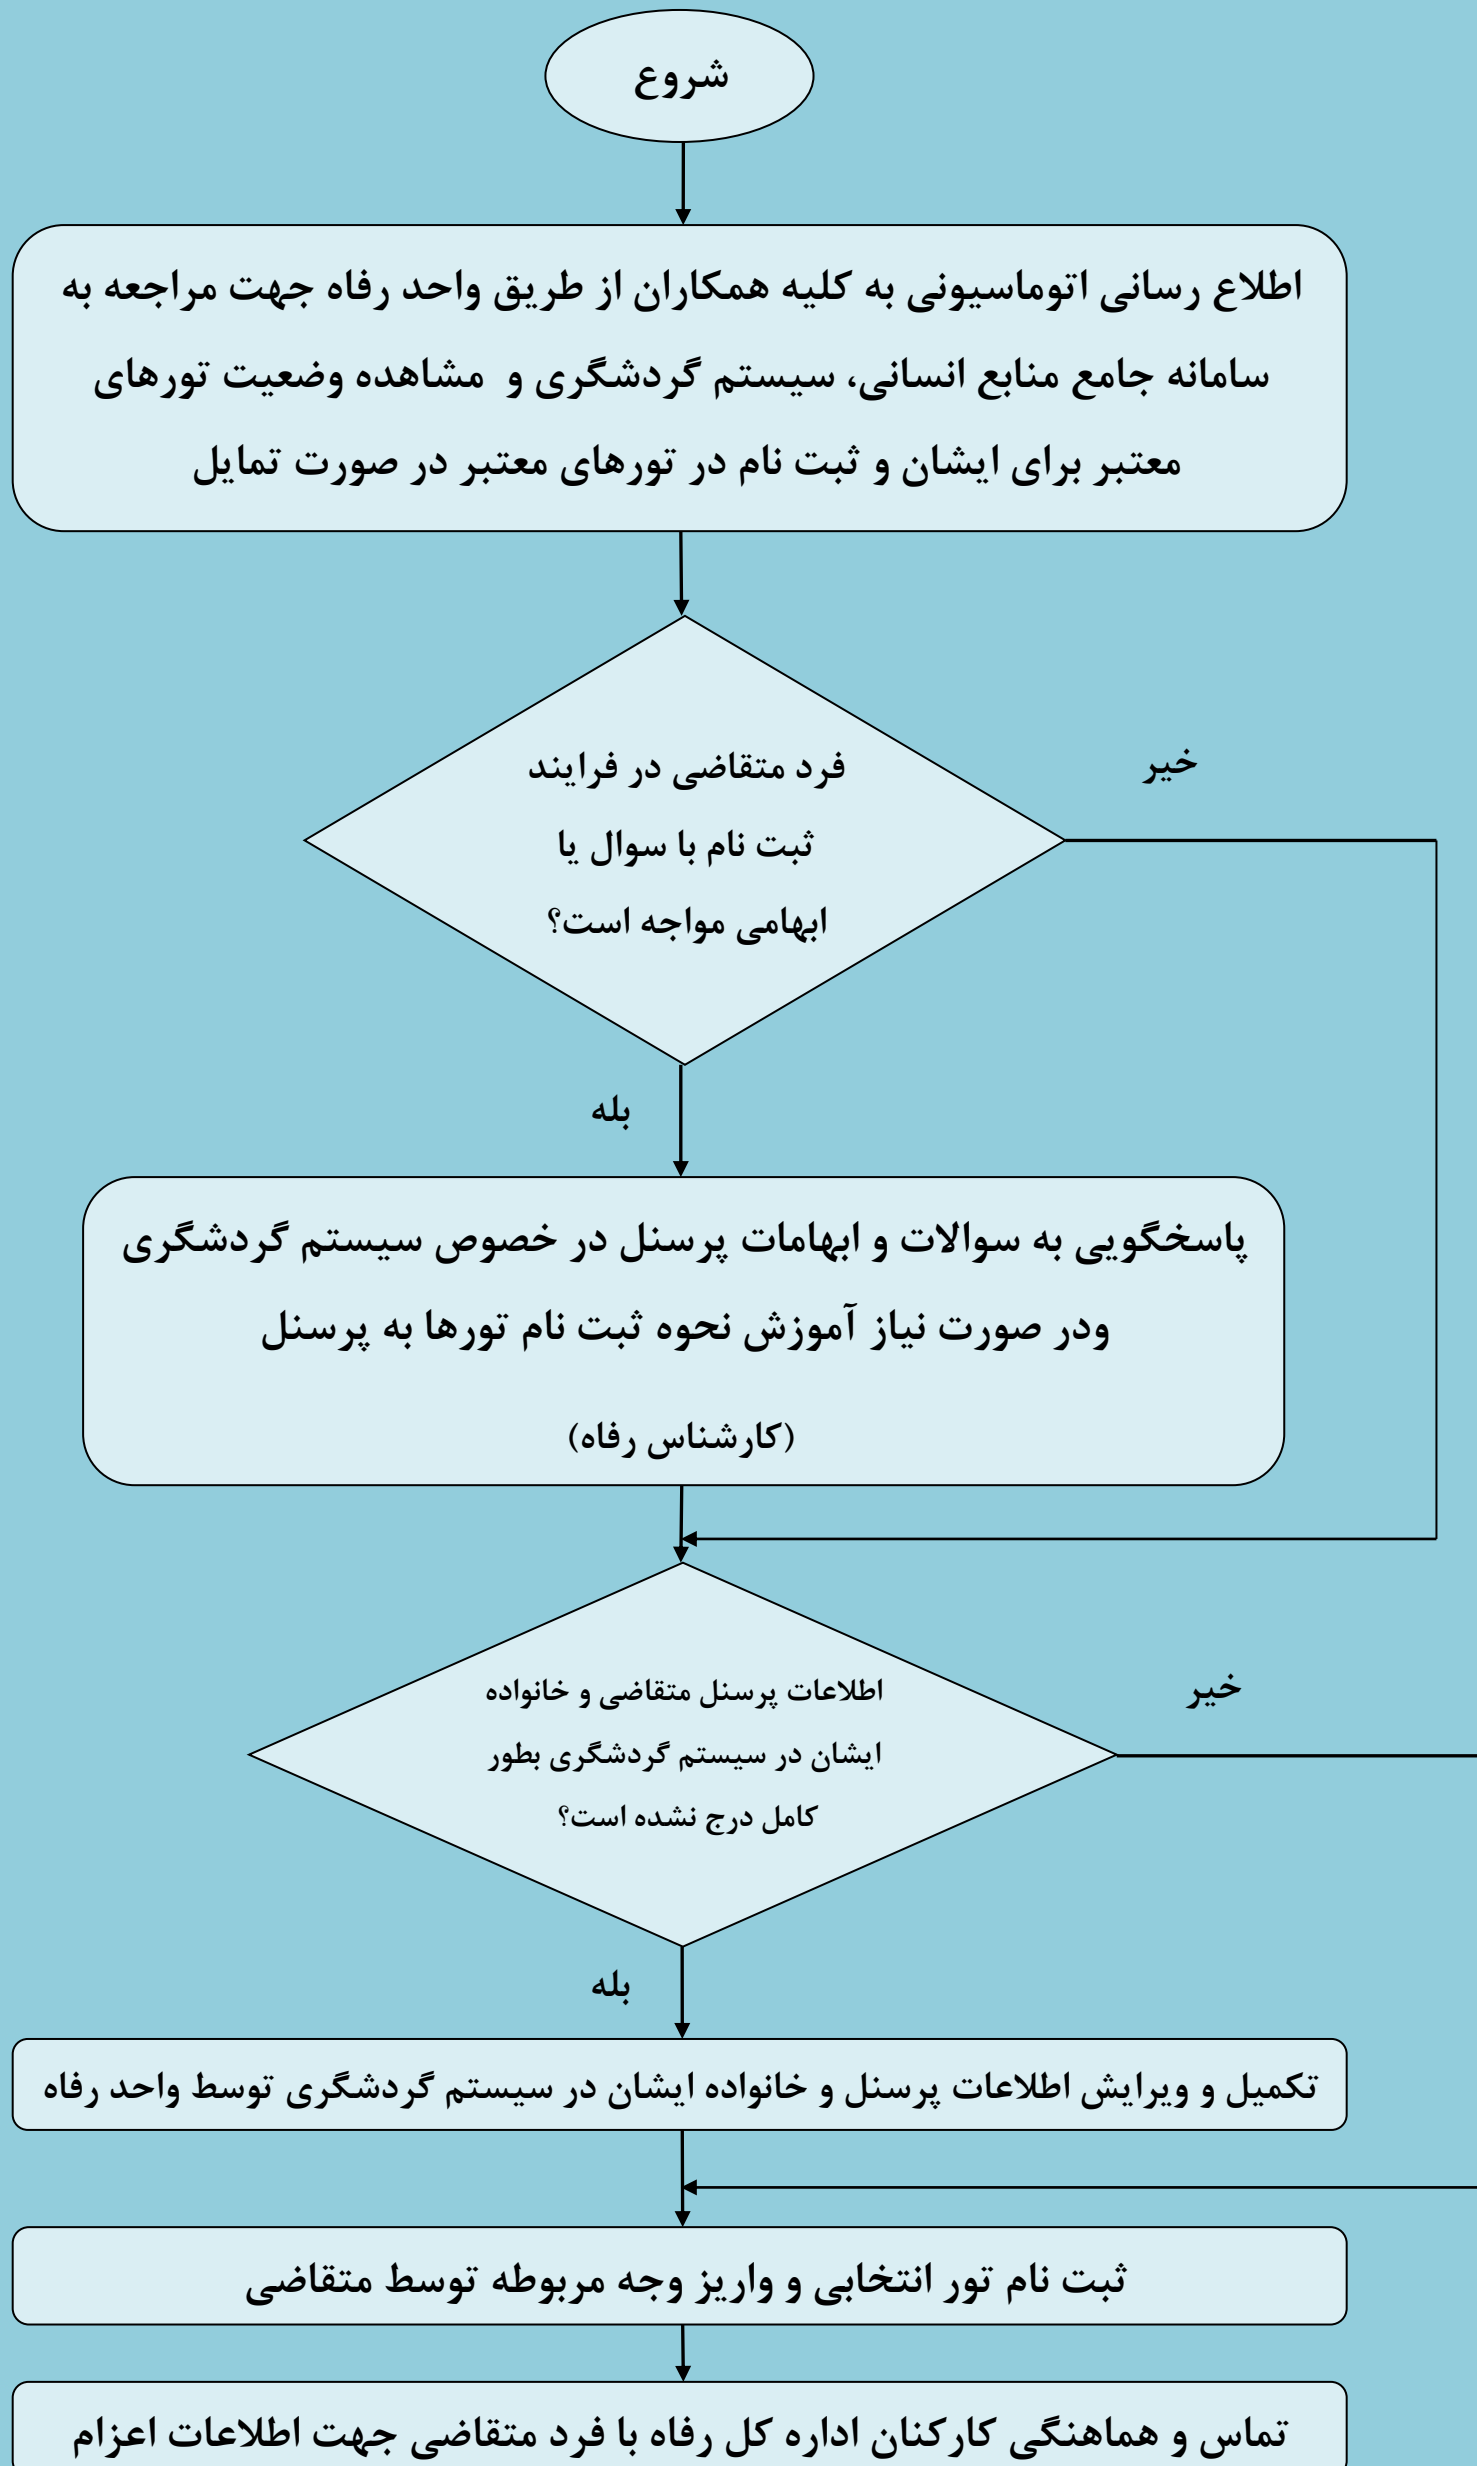 شروع
اطلاع رسانی اتوماسیونی به کلیه همکاران از طریق واحد رفاه جهت مراجعه به
سامانه جامع منابع انسانی، سیستم گردشگری و مشاهده وضعیت تورهای
معتبر برای ایشان و ثبت نام در تورهای معتبر در صورت تمایل
فرد متقاضی در فرایند
ثبت نام با سوال یا
ابهامی مواجه است؟
خیر
بله
پاسخگویی به سوالات و ابهامات پرسنل در خصوص سیستم گردشگری
ودر صورت نیاز آموزش نحوه ثبت نام تورها به پرسنل
(کارشناس رفاه)
اطلاعات پرسنل متقاضی و خانواده
ایشان در سیستم گردشگری بطور
کامل درج نشده است؟
خیر
بله
تکمیل و ویرایش اطلاعات پرسنل و خانواده ایشان در سیستم گردشگری توسط واحد رفاه
ثبت نام تور انتخابی و واریز وجه مربوطه توسط متقاضی
تماس و هماهنگی کارکنان اداره کل رفاه با فرد متقاضی جهت اطلاعات اعزام